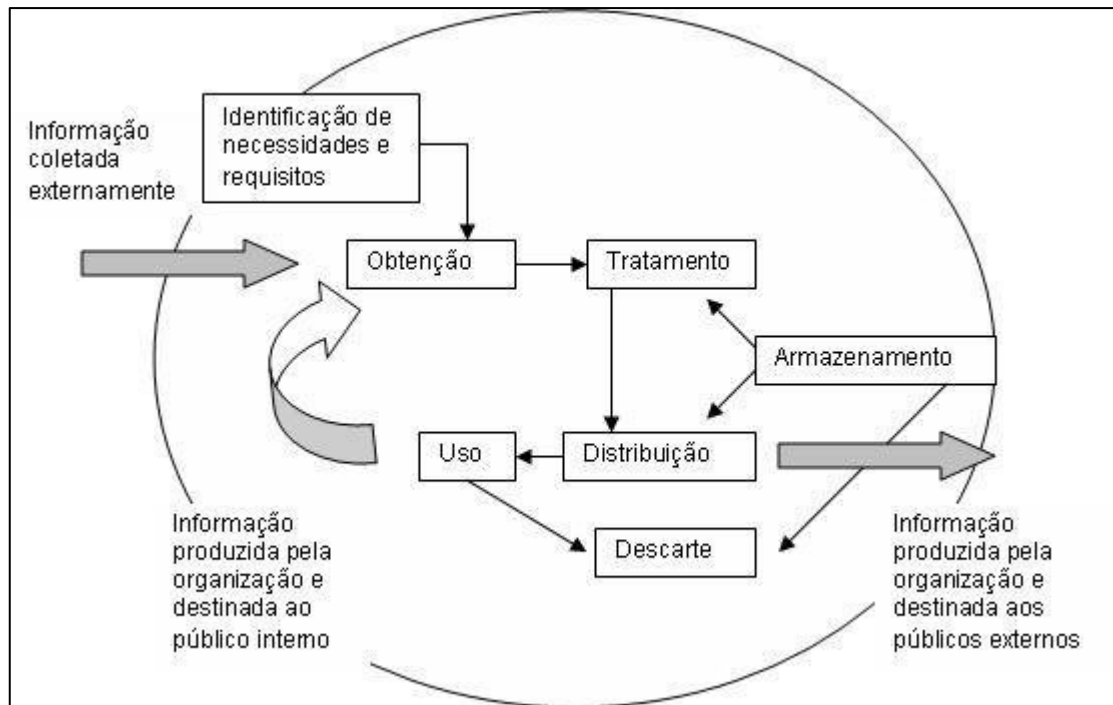 Informação
coletada
externamente
Identificação de
necessidades e
requisitos
Obtenção
Tratamento
Armazenamento
Uso
Distribuição
Descarte
Informação
produzida pela
organização e
destinada ao
público interno
Informação
produzida pela
organização e
destinada aos
públicos externos